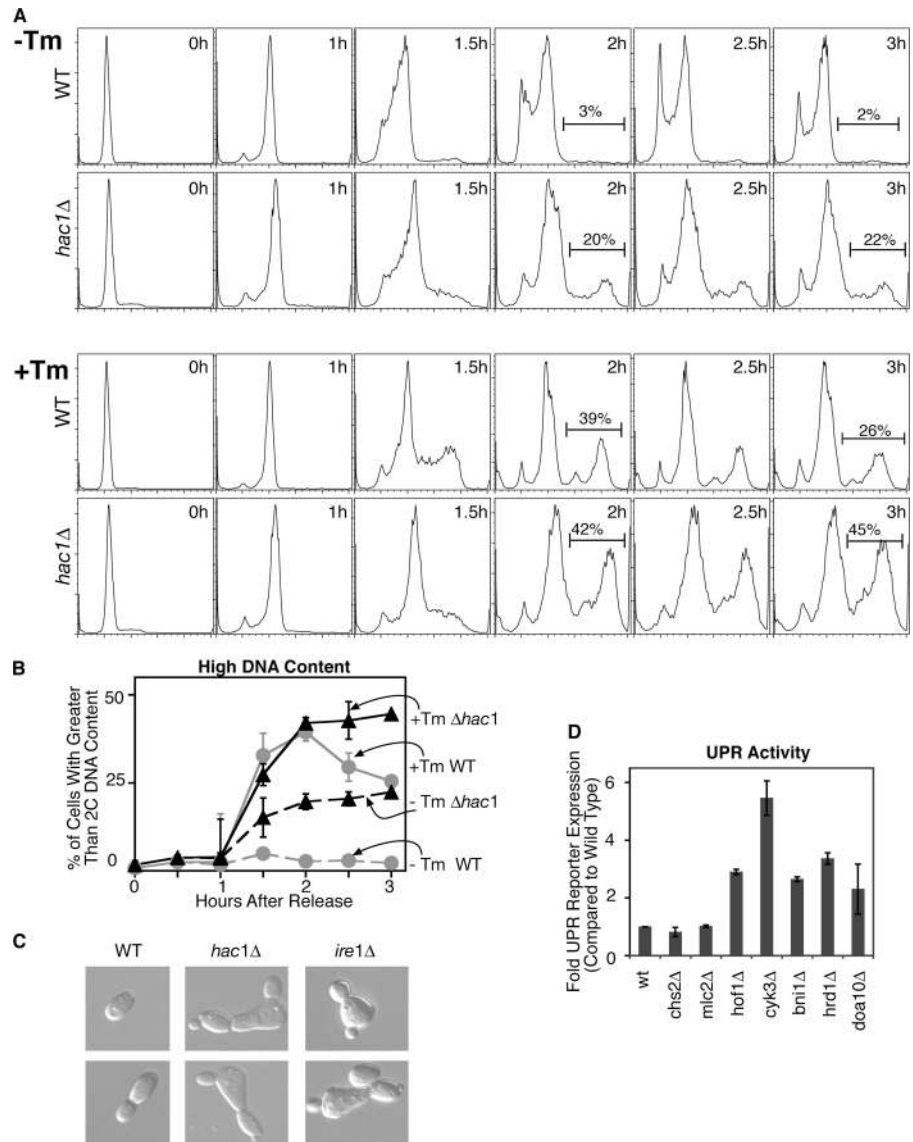 A
-Tm
WT
0h
1h
1.5h
2h
3%
2.5h
3h
2%
hac1Δ
0h
1h
1.5h
2h
20%
2.5h
3h
22%
+Tm
WT
0h
1h
1.5h
2h
39%
2.5h
3h
26%
hac1Δ
0h
1h
1.5h
2h
42%
2.5h
3h
45%
B
High DNA Content
% of Cells With Greater
Than 2C DNA Content
50
25
0
0 1 2 3
Hours After Release
+Tm Δhac1
+Tm WT
- Tm Δhac1
- Tm WT
C
WT hac1Δ ire1Δ
D
UPR Activity
Fold UPR Reporter Expression
(Compared to Wild Type)
6
4
2
0
wt
chs2Δ
mlc2Δ
hof1Δ
cyk3Δ
bni1Δ
hrd1Δ
doa10Δ